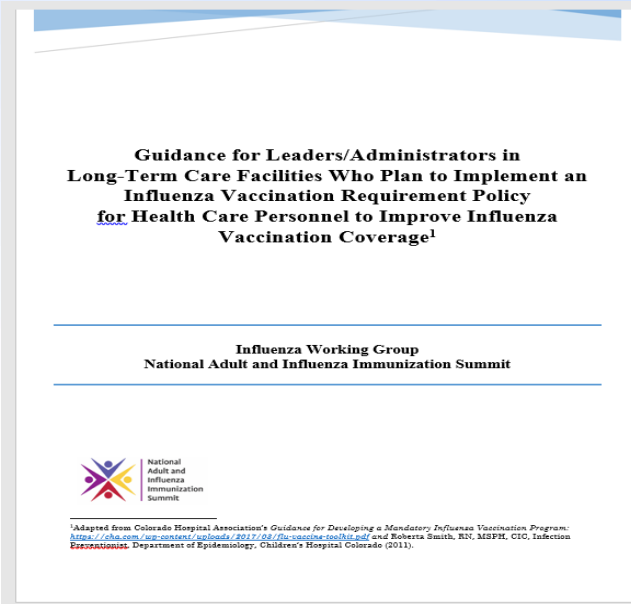 Guidance for Leaders/Administrators in
Long-Term Care Facilities Who Plan to Implement an
Influenza Vaccination Requirement Policy
for Health Care Personnel to Improve Influenza
Vaccination Coverage¹
Influenza Working Group
National Adult and Influenza Immunization Summit
National
Adult and
Influenza
Immunization
Summit
¹Adapted from Colorado Hospital Association's Guidance for Developing a Mandatory Influenza Vaccination Program:
https://cha.com/wp-content/uploads/2017/03/flu-vaccine-toolkit.pdf and Roberta Smith, RN, MSPH, CIC, Infection
Preventionist, Department of Epidemiology, Children's Hospital Colorado (2011).